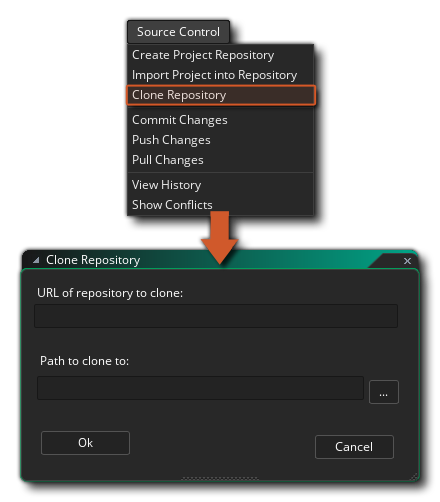 Source Control
Create Project Repository
Import Project into Repository
Clone Repository
Commit Changes
Push Changes
Pull Changes
View History
Show Conflicts
Clone Repository
URL of repository to clone:
Path to clone to:
...
Ok
Cancel